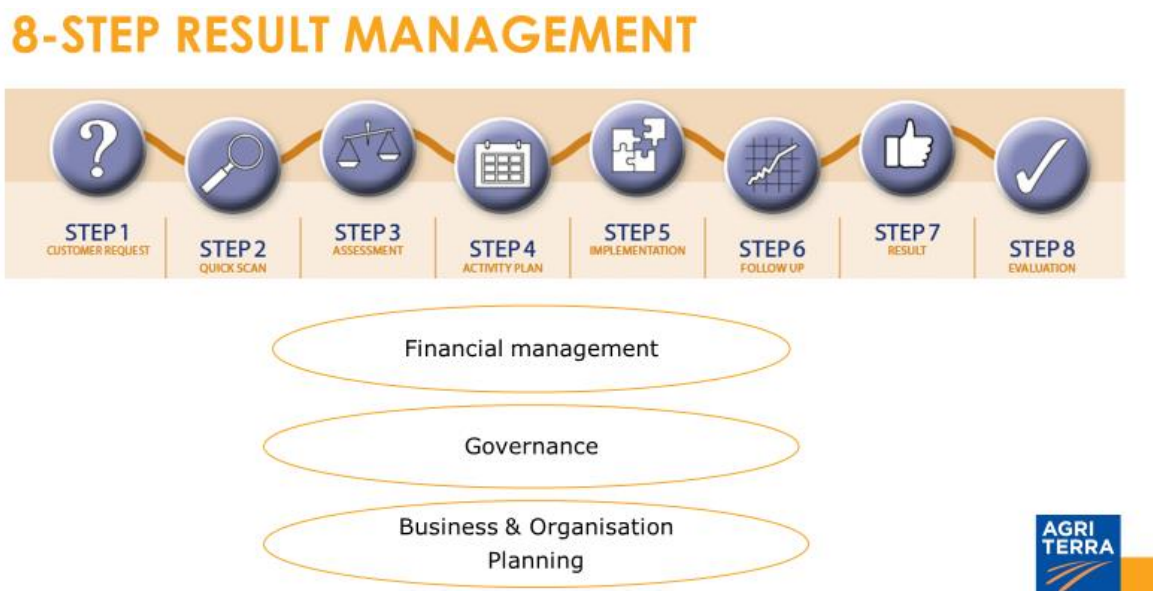 8-STEP RESULT MANAGEMENT
STEP 1
CUSTOMER REQUEST
STEP 2
QUICK SCAN
STEP 3
ASSESSMENT
STEP 4
ACTIVITY PLAN
STEP 5
IMPLEMENTATION
STEP 6
FOLLOW UP
STEP 7
RESULT
STEP 8
EVALUATION
Financial management
Governance
Business & Organisation
Planning
AGRI
TERRA